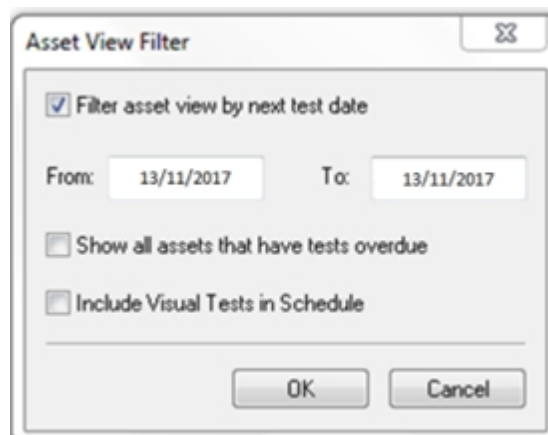 Asset View Filter
Filter asset view by next test date
From: 13/11/2017 To: 13/11/2017
Show all assets that have tests overdue
Include Visual Tests in Schedule
OK Cancel